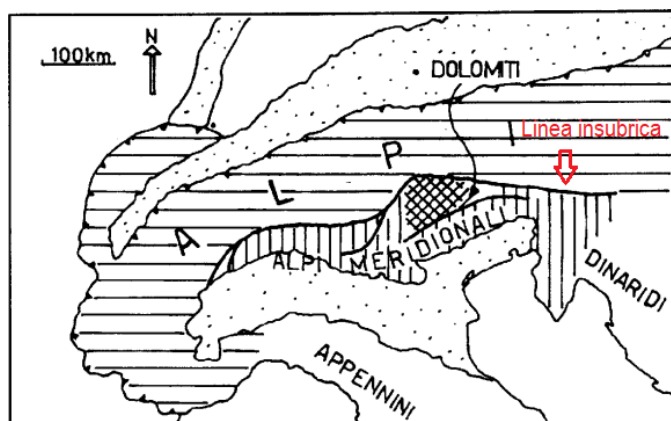 N
100km
DOLOMITI
Linea insubrica
A L P I
ALPI MERIDIONALI
DINARIDI
APPENNINI